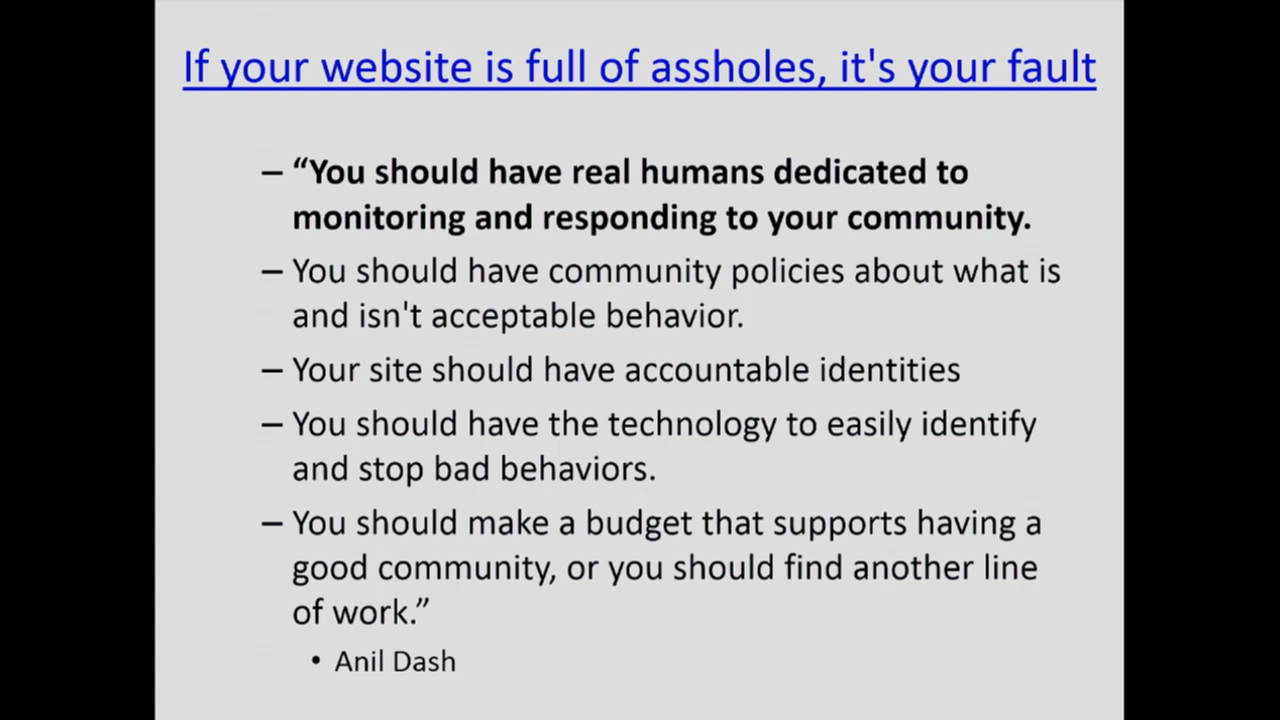 If your website is full of assholes, it's your fault
– “You should have real humans dedicated to
monitoring and responding to your community.
– You should have community policies about what is
and isn't acceptable behavior.
– Your site should have accountable identities
– You should have the technology to easily identify
and stop bad behaviors.
– You should make a budget that supports having a
good community, or you should find another line
of work.”
• Anil Dash